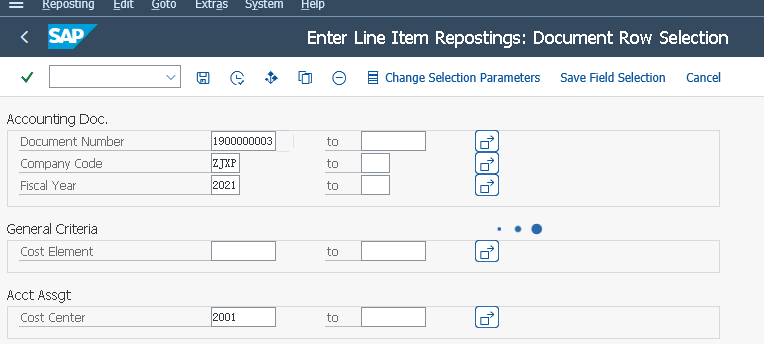 Reposting Edit Goto Extras System Help
SAP Enter Line Item Repostings: Document Row Selection
Change Selection Parameters Save Field Selection Cancel
Accounting Doc.
Document Number 1900000003 to
Company Code ZJXP to
Fiscal Year 2021 to
General Criteria
Cost Element to
Acct Assgt
Cost Center 2001 to